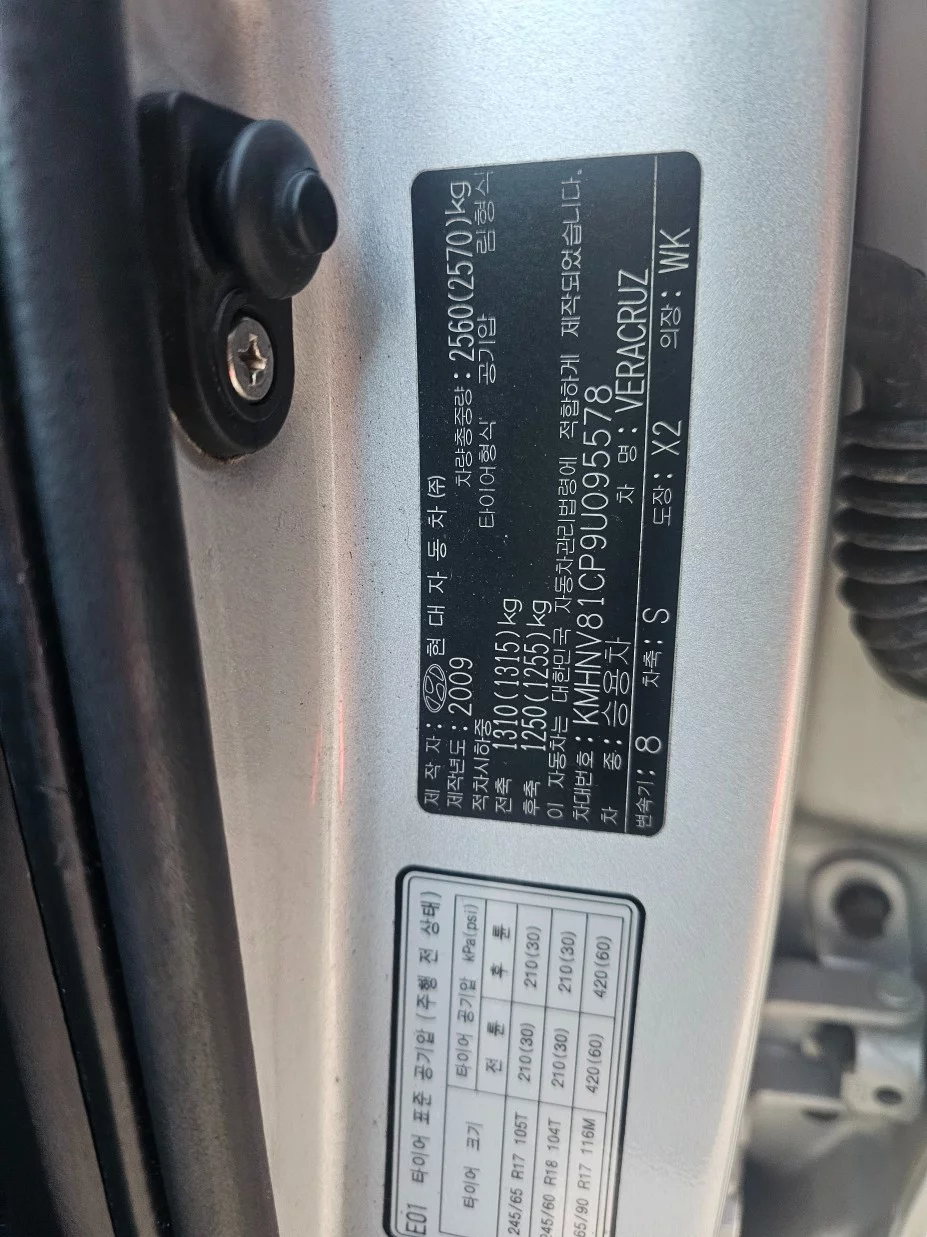 제 작 자 : 현 대 자 동 차 (주)
제작년도 : 2009 차량총중량 : 2560(2570)kg
적차시하중 타이어형식 공기압 림형식
전축 1310(1315)kg
후축 1250(1255)kg
이 자동차는 대한민국 자동차관리법령에 적합하게 제작되었습니다.
차대번호 : KMHNV81CP9U095578
차 종 : 승용차 차 명 : VERACRUZ
변속기 : 8 차축 : S 도장 : X2 의장 : WK
E01 타이어 표준 공기압 (주행 전 상태)
타이어 크기 타이어 공기압 kPa(psi)
전 륜 후 륜
245/65 R17 105T 210(30) 210(30)
245/60 R18 104T 210(30) 210(30)
65/90 R17 116M 420(60) 420(60)